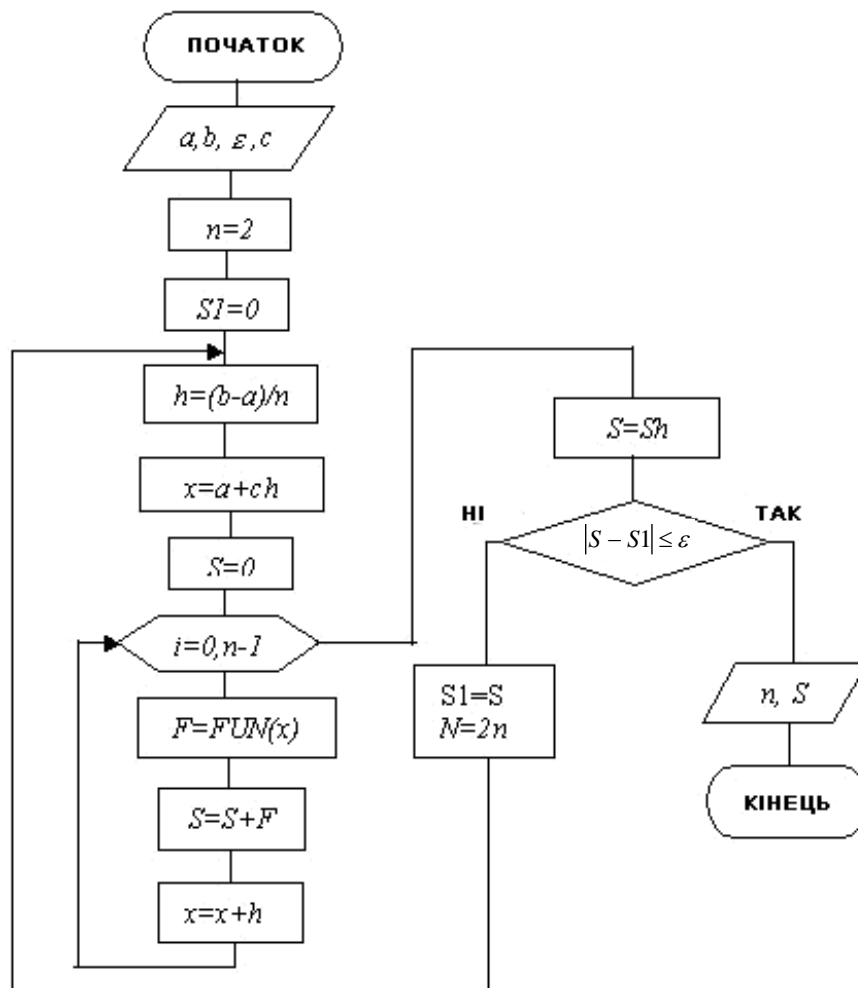 ПОЧАТОК
a,b, ε ,c
n=2
S1=0
h=(b-a)/n
x=a+ch
S=0
i=0,n-1
F=FUN(x)
S=S+F
x=x+h
S=Sh
НІ
ТАК
|S − S1| ≤ ε
S1=S
N=2n
n, S
КІНЕЦЬ